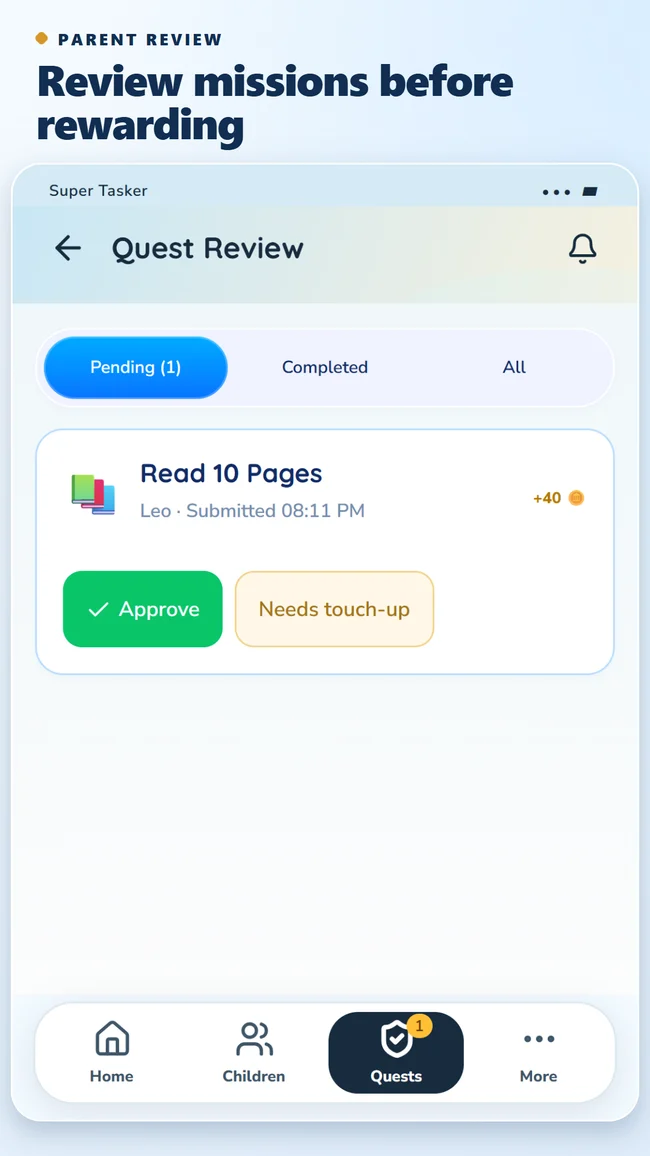 PARENT REVIEW
Review missions before
rewarding
Super Tasker
Quest Review
Pending (1)
Completed
All
Read 10 Pages
Leo · Submitted 08:11 PM
+40
Approve
Needs touch-up
1
Home
Children
Quests
More